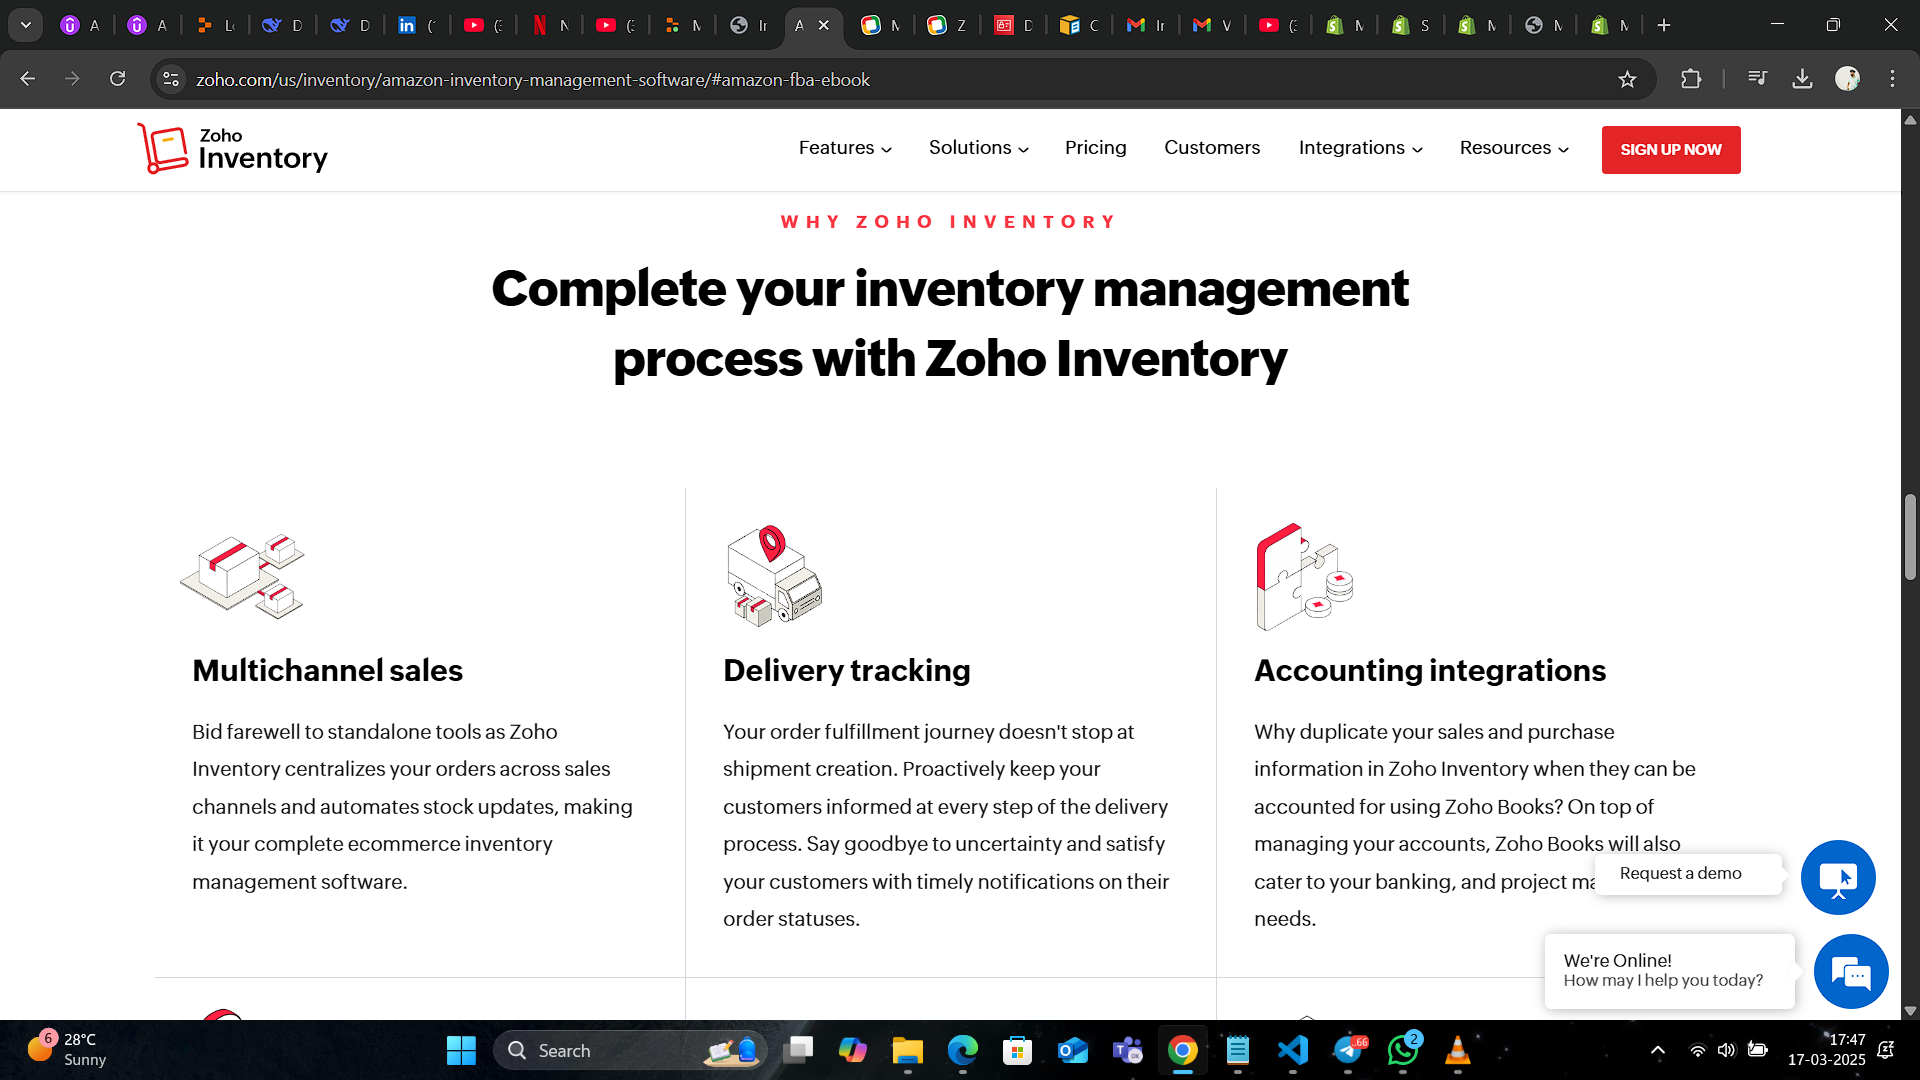 A
A
Lo
D
D
(1
(3
N
(3
M
In
A
M
Z
D
C
In
V
(3
M
S
M
M
M
zoho.com/us/inventory/amazon-inventory-management-software/#amazon-fba-ebook
Zoho
Inventory
Features
Solutions
Pricing
Customers
Integrations
Resources
SIGN UP NOW
WHY ZOHO INVENTORY
Complete your inventory management
process with Zoho Inventory
Multichannel sales
Bid farewell to standalone tools as Zoho
Inventory centralizes your orders across sales
channels and automates stock updates, making
it your complete ecommerce inventory
management software.
Delivery tracking
Your order fulfillment journey doesn't stop at
shipment creation. Proactively keep your
customers informed at every step of the delivery
process. Say goodbye to uncertainty and satisfy
your customers with timely notifications on their
order statuses.
Accounting integrations
Why duplicate your sales and purchase
information in Zoho Inventory when they can be
accounted for using Zoho Books? On top of
managing your accounts, Zoho Books will also
cater to your banking, and project ma
needs.
Request a demo
We're Online!
How may I help you today?
6
28°C
Sunny
Search
.66
2
17:47
17-03-2025